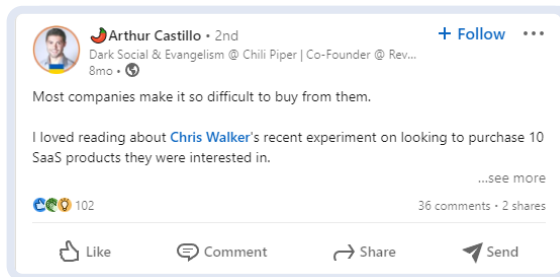 Arthur Castillo • 2nd
+ Follow
Dark Social & Evangelism @ Chili Piper | Co-Founder @ Rev...
8mo •
Most companies make it so difficult to buy from them.
I loved reading about Chris Walker's recent experiment on looking to purchase 10
SaaS products they were interested in.
...see more
102
36 comments • 2 shares
Like
Comment
Share
Send